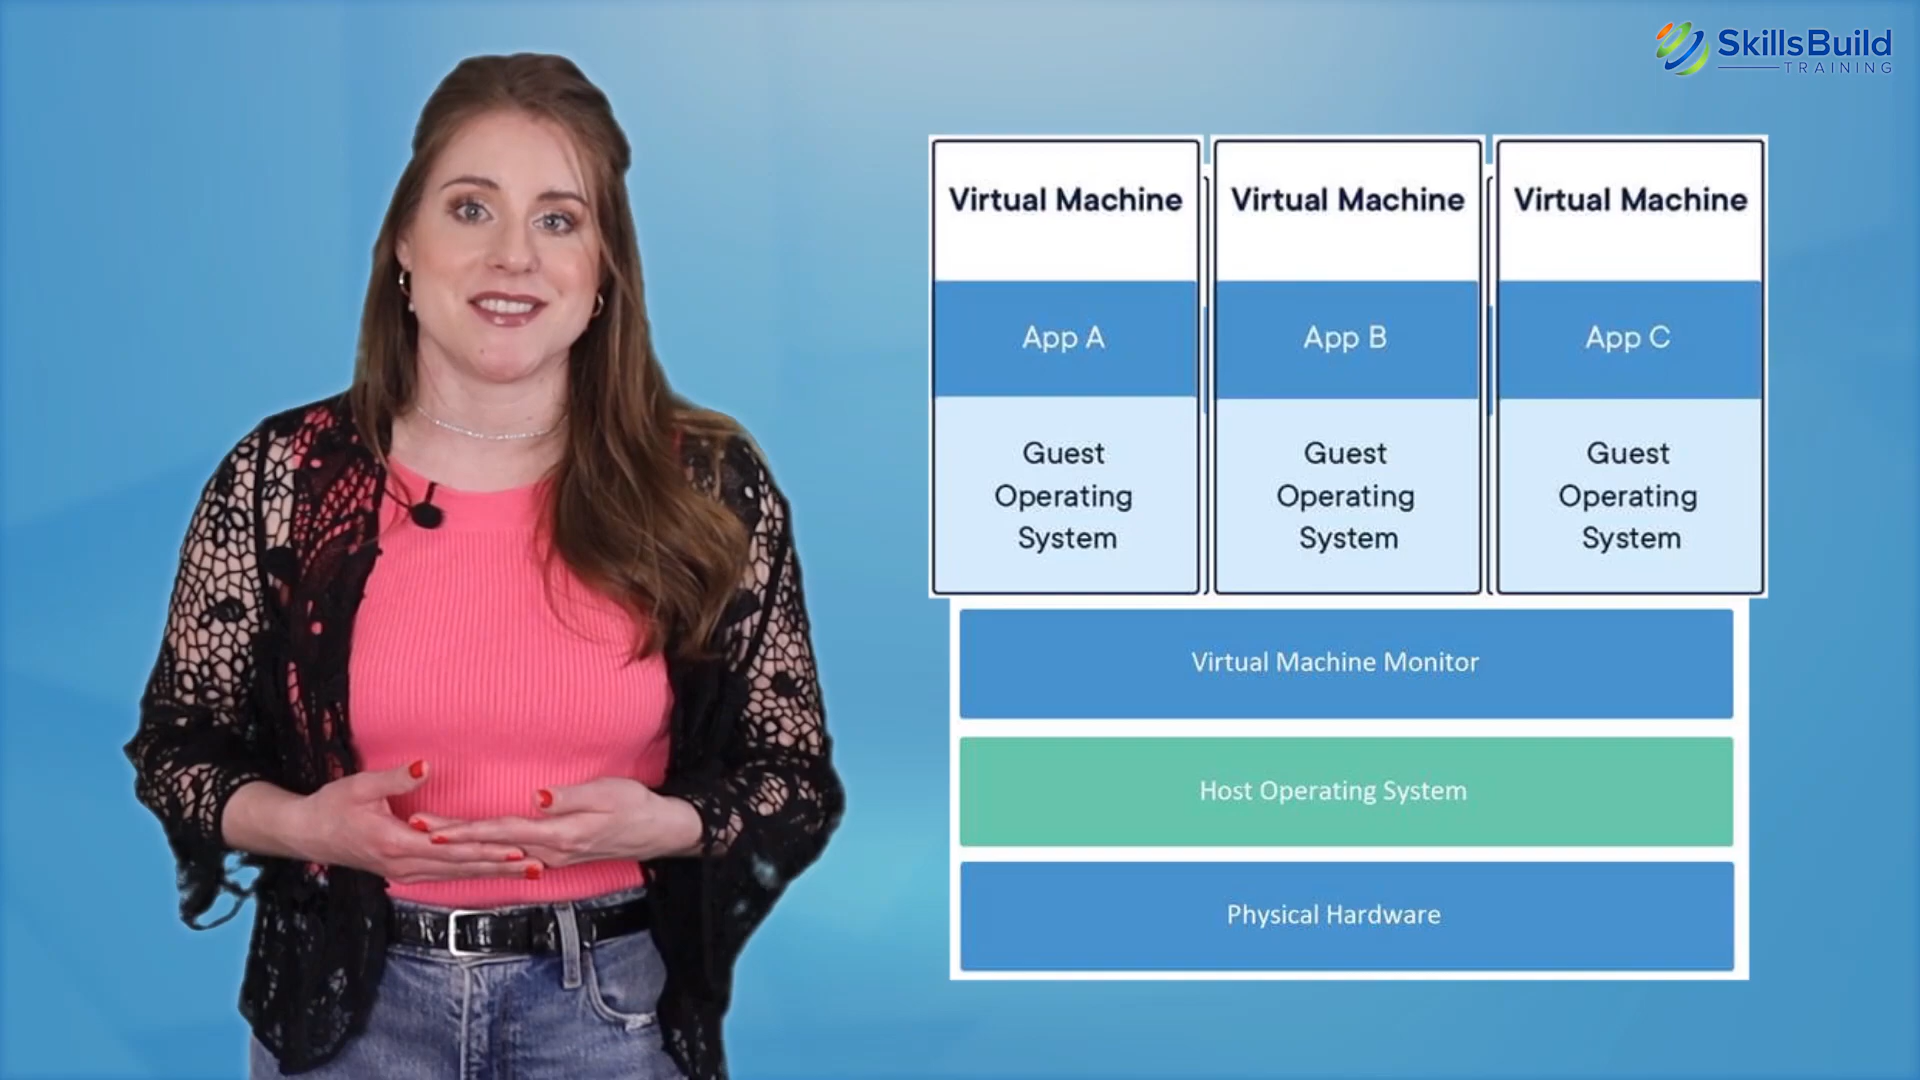 SkillsBuild
TRAINING
Virtual Machine
Virtual Machine
Virtual Machine
App A
App B
App C
Guest
Operating
System
Guest
Operating
System
Guest
Operating
System
Virtual Machine Monitor
Host Operating System
Physical Hardware